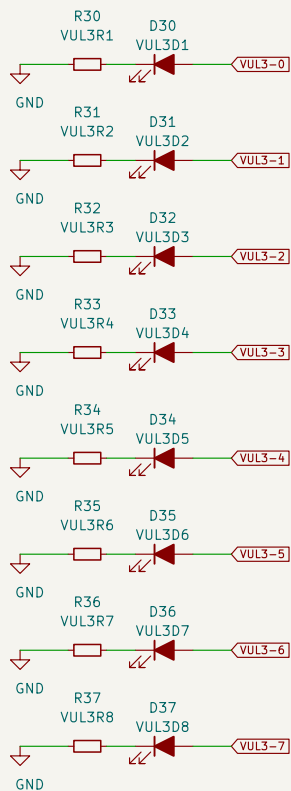 R30
VUL3R1
D30
VUL3D1
VUL3-0
GND
R31
VUL3R2
D31
VUL3D2
VUL3-1
GND
R32
VUL3R3
D32
VUL3D3
VUL3-2
GND
R33
VUL3R4
D33
VUL3D4
VUL3-3
GND
R34
VUL3R5
D34
VUL3D5
VUL3-4
GND
R35
VUL3R6
D35
VUL3D6
VUL3-5
GND
R36
VUL3R7
D36
VUL3D7
VUL3-6
GND
R37
VUL3R8
D37
VUL3D8
VUL3-7
GND